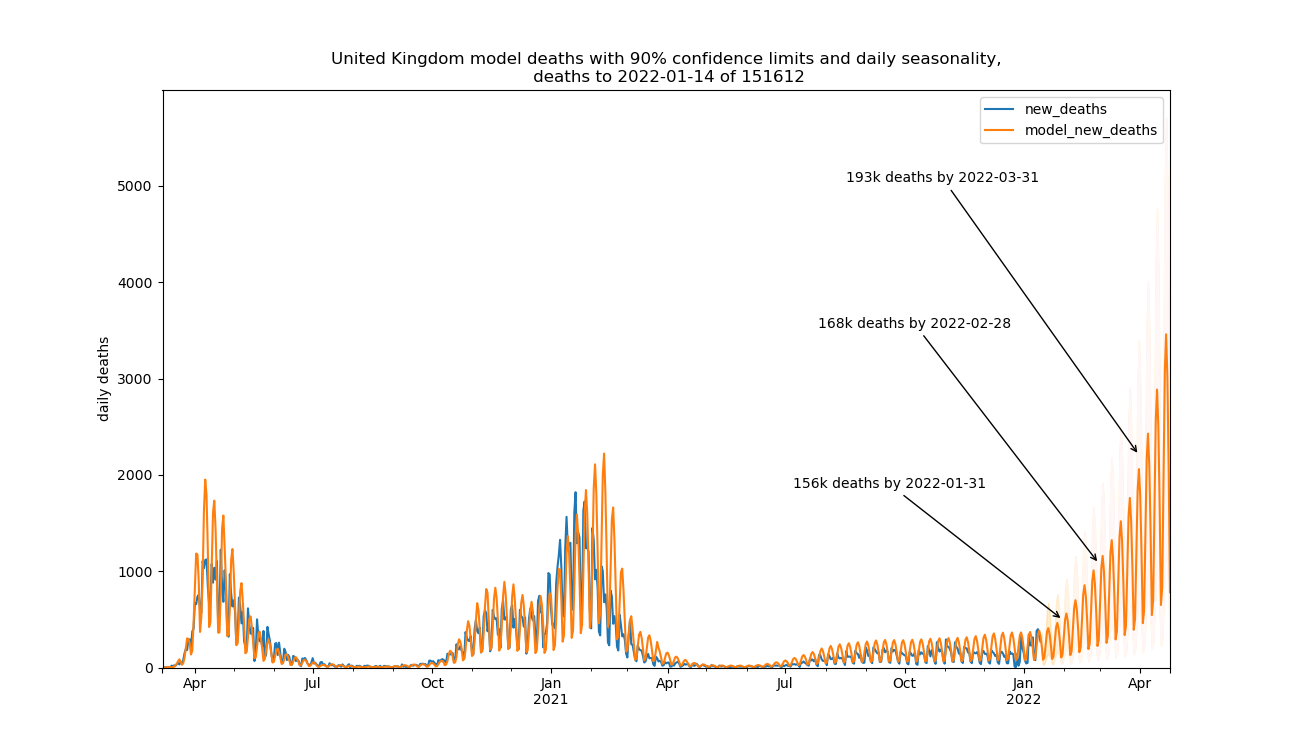 United Kingdom model deaths with 90% confidence limits and daily seasonality,
deaths to 2022-01-14 of 151612
new_deaths
model_new_deaths
193k deaths by 2022-03-31
168k deaths by 2022-02-28
156k deaths by 2022-01-31
daily deaths
5000
4000
3000
2000
1000
0
Apr
Jul
Oct
Jan
2021
Apr
Jul
Oct
Jan
2022
Apr